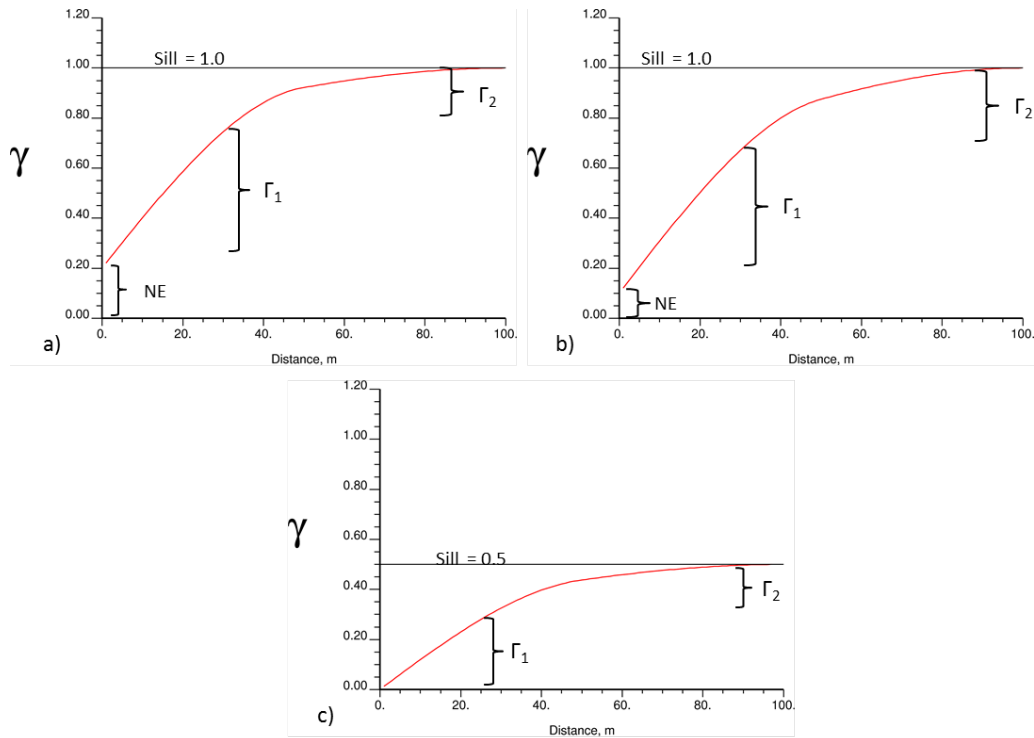 1.20
Sill = 1.0
1.00
Γ2
0.80
γ
0.60
Γ1
0.40
0.20
NE
0.00
0. 20. 40. 60. 80. 100.
a)
Distance, m
1.20
Sill = 1.0
1.00
Γ2
0.80
γ
0.60
Γ1
0.40
0.20
NE
0.00
0. 20. 40. 60. 80. 100.
b)
Distance, m
1.20
1.00
0.80
γ
0.60
Sill = 0.5
Γ2
0.40
0.20
Γ1
0.00
0. 20. 40. 60. 80. 100.
c)
Distance, m